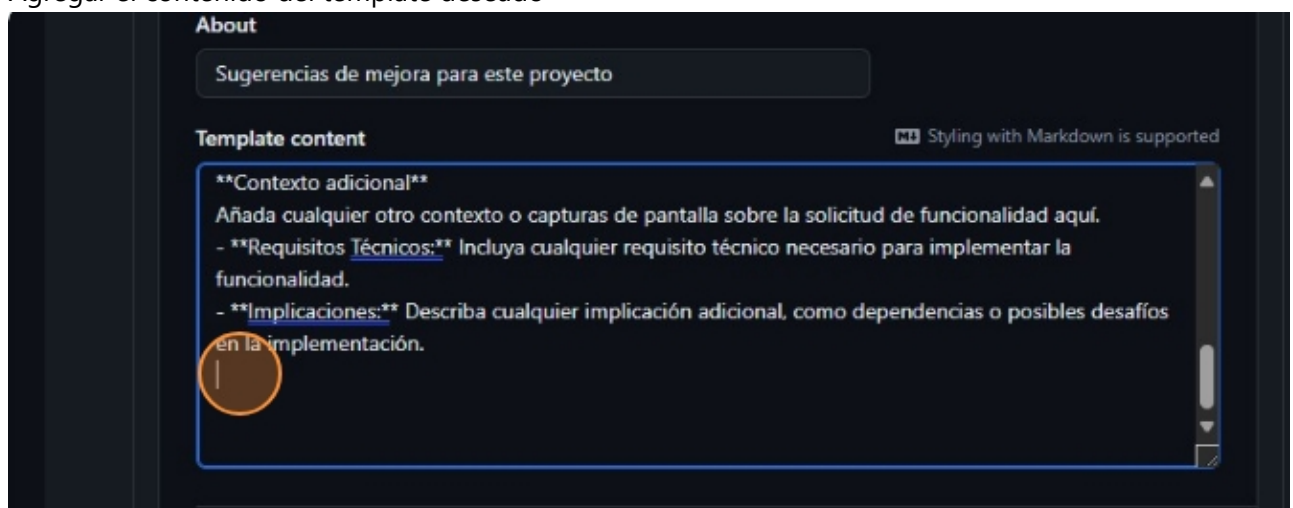 Agregar el contenido del template deseado
About
Sugerencias de mejora para este proyecto
Template content
Styling with Markdown is supported
**Contexto adicional**
Añada cualquier otro contexto o capturas de pantalla sobre la solicitud de funcionalidad aquí.
- **Requisitos Técnicos:** Incluya cualquier requisito técnico necesario para implementar la
funcionalidad.
- **Implicaciones:** Describa cualquier implicación adicional, como dependencias o posibles desafíos
en la implementación.